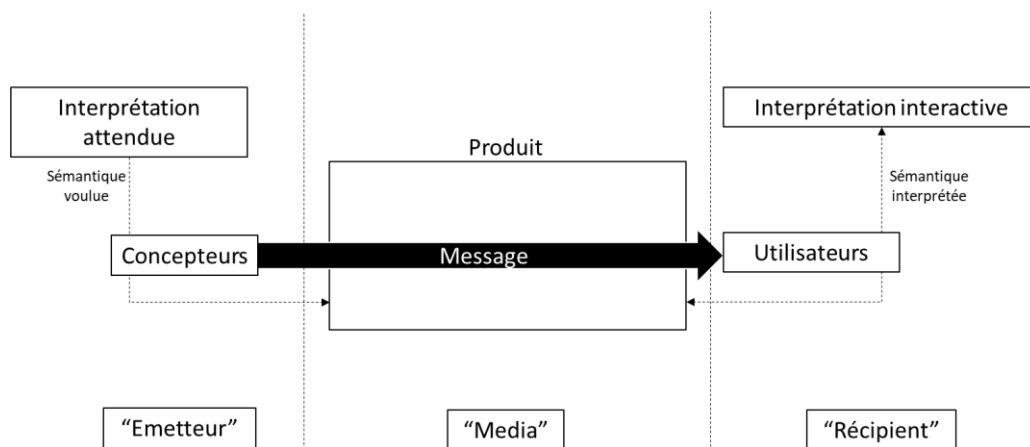 Interprétation
attendue
Interprétation interactive
Produit
Sémantique
voulue
Sémantique
interprétée
Concepteurs
Message
Utilisateurs
“Emetteur”
“Media”
“Récipient”